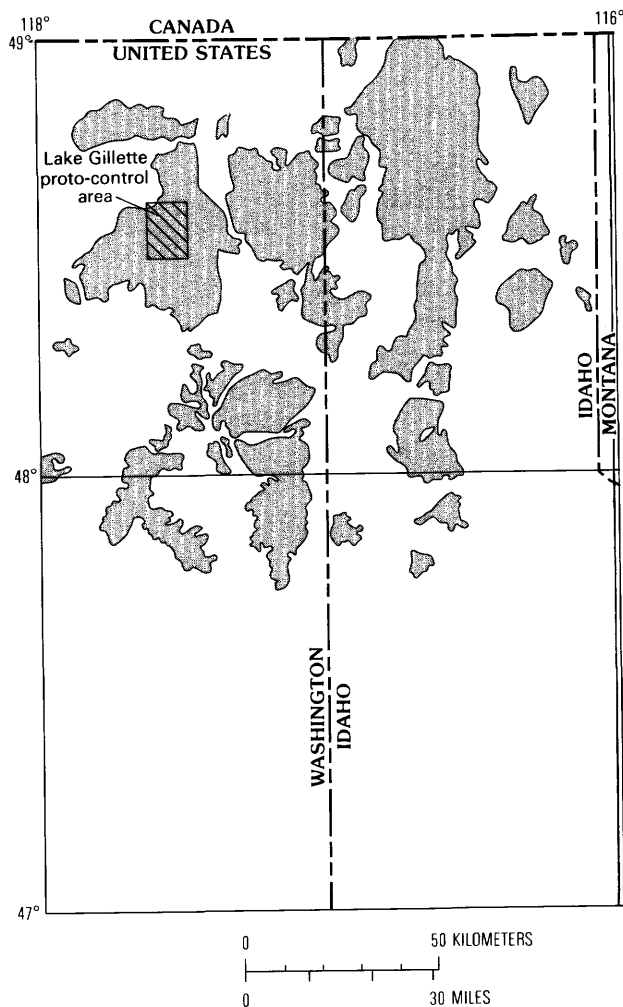 118°
116°
49°
CANADA
UNITED STATES
Lake Gillette
proto-control
area
IDAHO
MONTANA
48°
WASHINGTON
IDAHO
47°
0 50 KILOMETERS
0 30 MILES